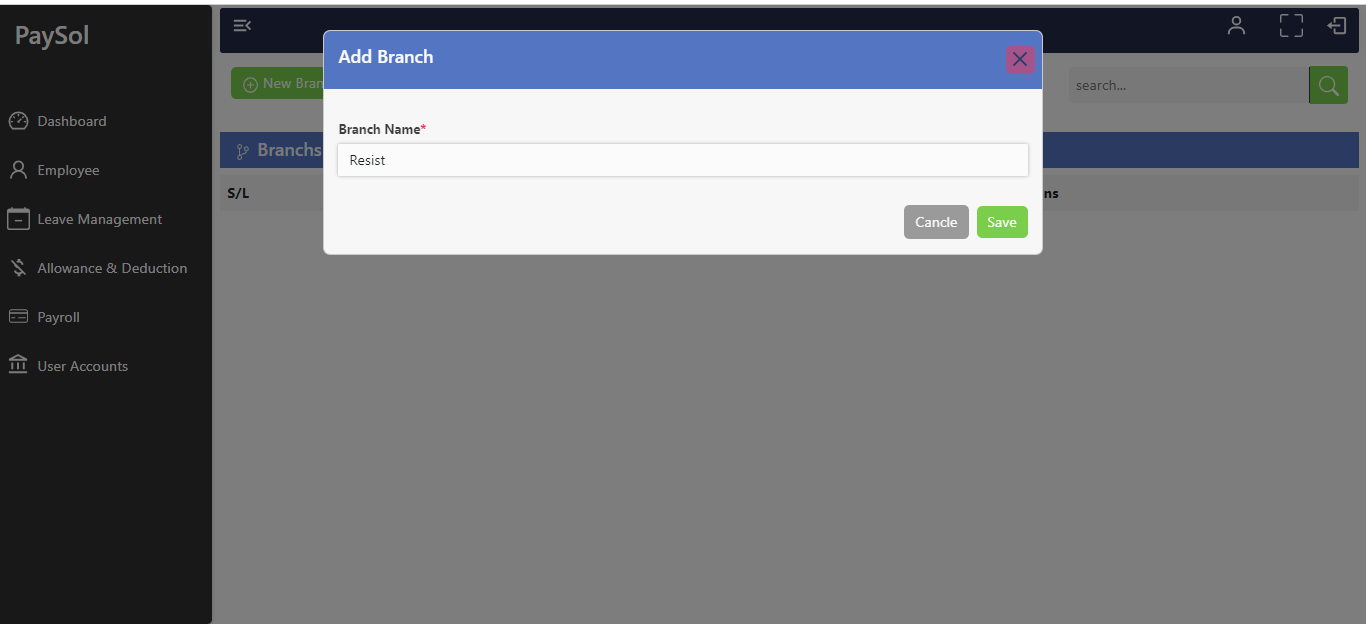 PaySol
Dashboard
Employee
Leave Management
Allowance & Deduction
Payroll
User Accounts
New Bran
search...
Branchs
S/L
ns
Add Branch
Branch Name*
Resist
Cancle
Save